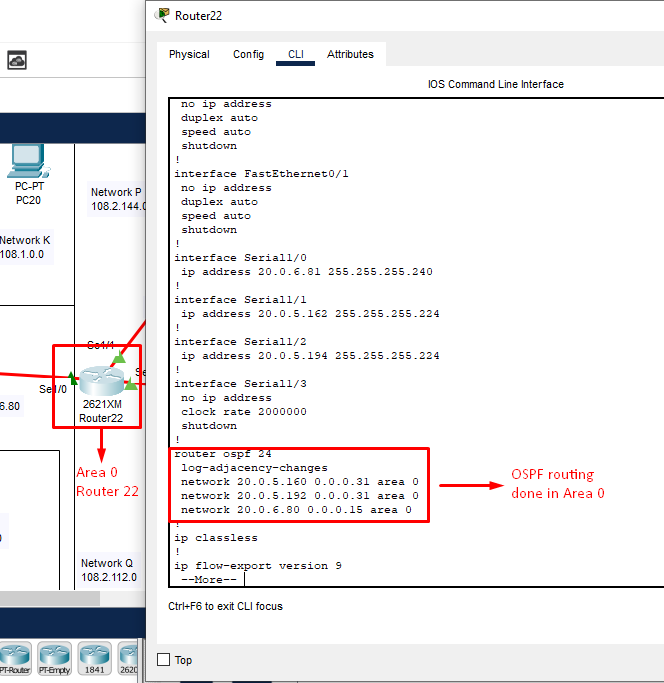 Router22
Physical Config CLI Attributes
IOS Command Line Interface
no ip address
duplex auto
speed auto
shutdown
!
interface FastEthernet0/1
no ip address
duplex auto
speed auto
shutdown
!
interface Serial1/0
ip address 20.0.6.81 255.255.255.240
!
interface Serial1/1
ip address 20.0.5.162 255.255.255.224
!
interface Serial1/2
ip address 20.0.5.194 255.255.255.224
!
interface Serial1/3
no ip address
clock rate 2000000
shutdown
!
router ospf 24
log-adjacency-changes
network 20.0.5.160 0.0.0.31 area 0
network 20.0.5.192 0.0.0.31 area 0
network 20.0.6.80 0.0.0.15 area 0
!
ip classless
!
ip flow-export version 9
--More--
Ctrl+F6 to exit CLI focus
Top
OSPF routing
done in Area 0
PC-PT
PC20
Network P
108.2.144.0
Network K
108.1.0.0
Se1/1
Se
Se1/0
6.80
2621XM
Router22
Area 0
Router 22
Network Q
108.2.112.0
PT-Router PT-Empty 1841 2620